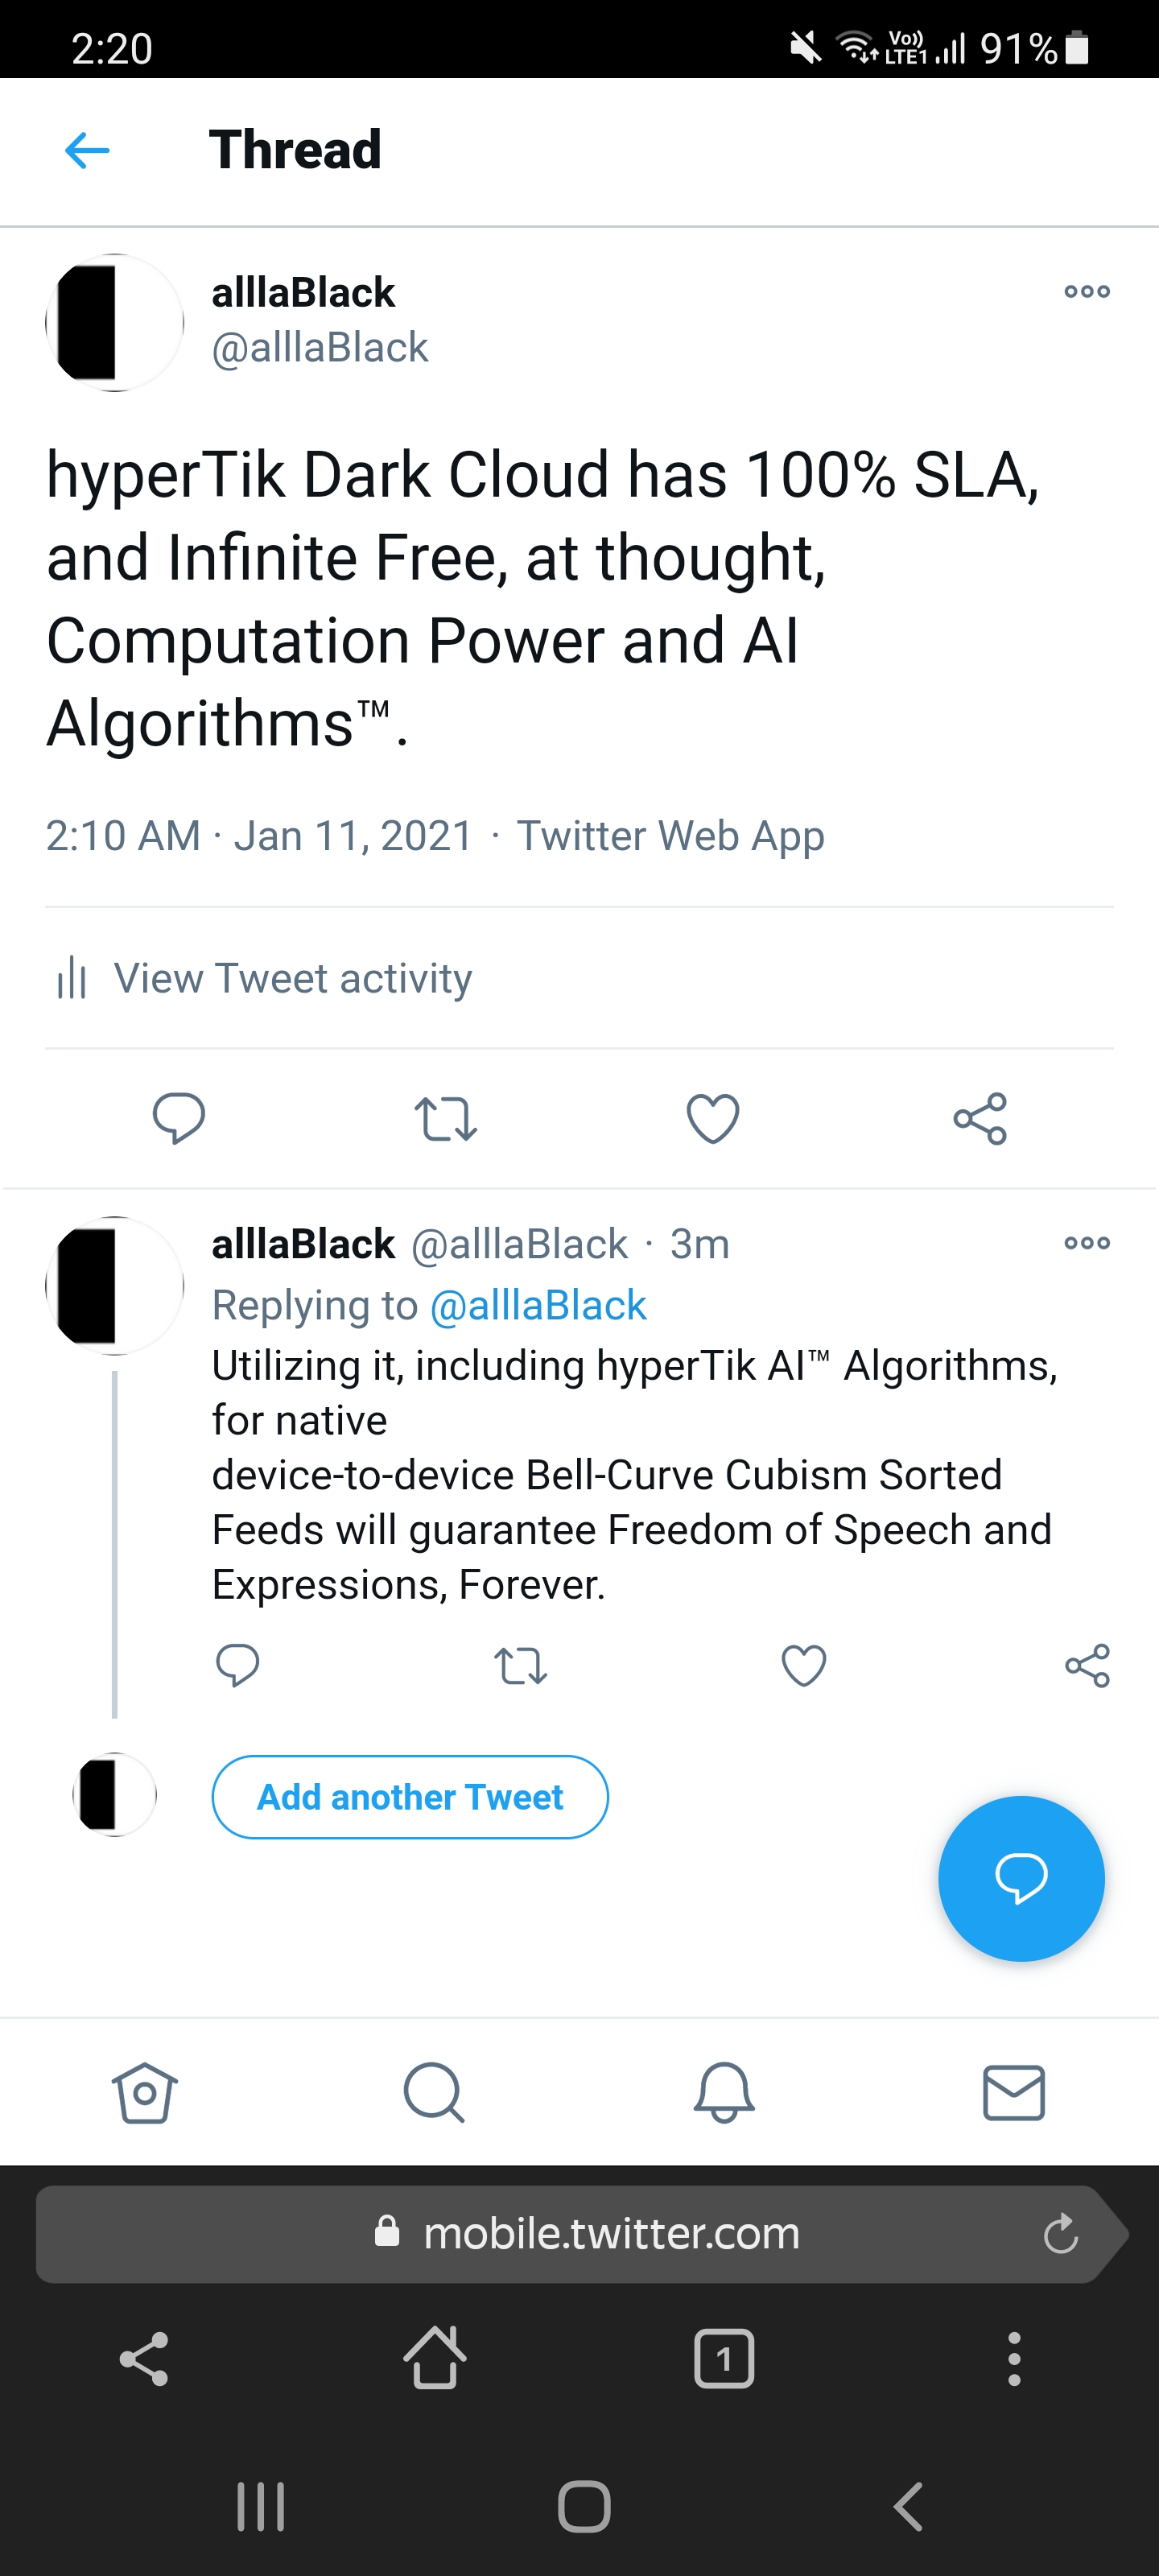 2:20
Vo)) LTE1 91%
Thread
alllaBlack
@alllaBlack
hyperTik Dark Cloud has 100% SLA,
and Infinite Free, at thought,
Computation Power and AI
Algorithms™.
2:10 AM · Jan 11, 2021 · Twitter Web App
View Tweet activity
alllaBlack @alllaBlack · 3m
Replying to @alllaBlack
Utilizing it, including hyperTik AI™ Algorithms,
for native
device-to-device Bell-Curve Cubism Sorted
Feeds will guarantee Freedom of Speech and
Expressions, Forever.
Add another Tweet
mobile.twitter.com
1